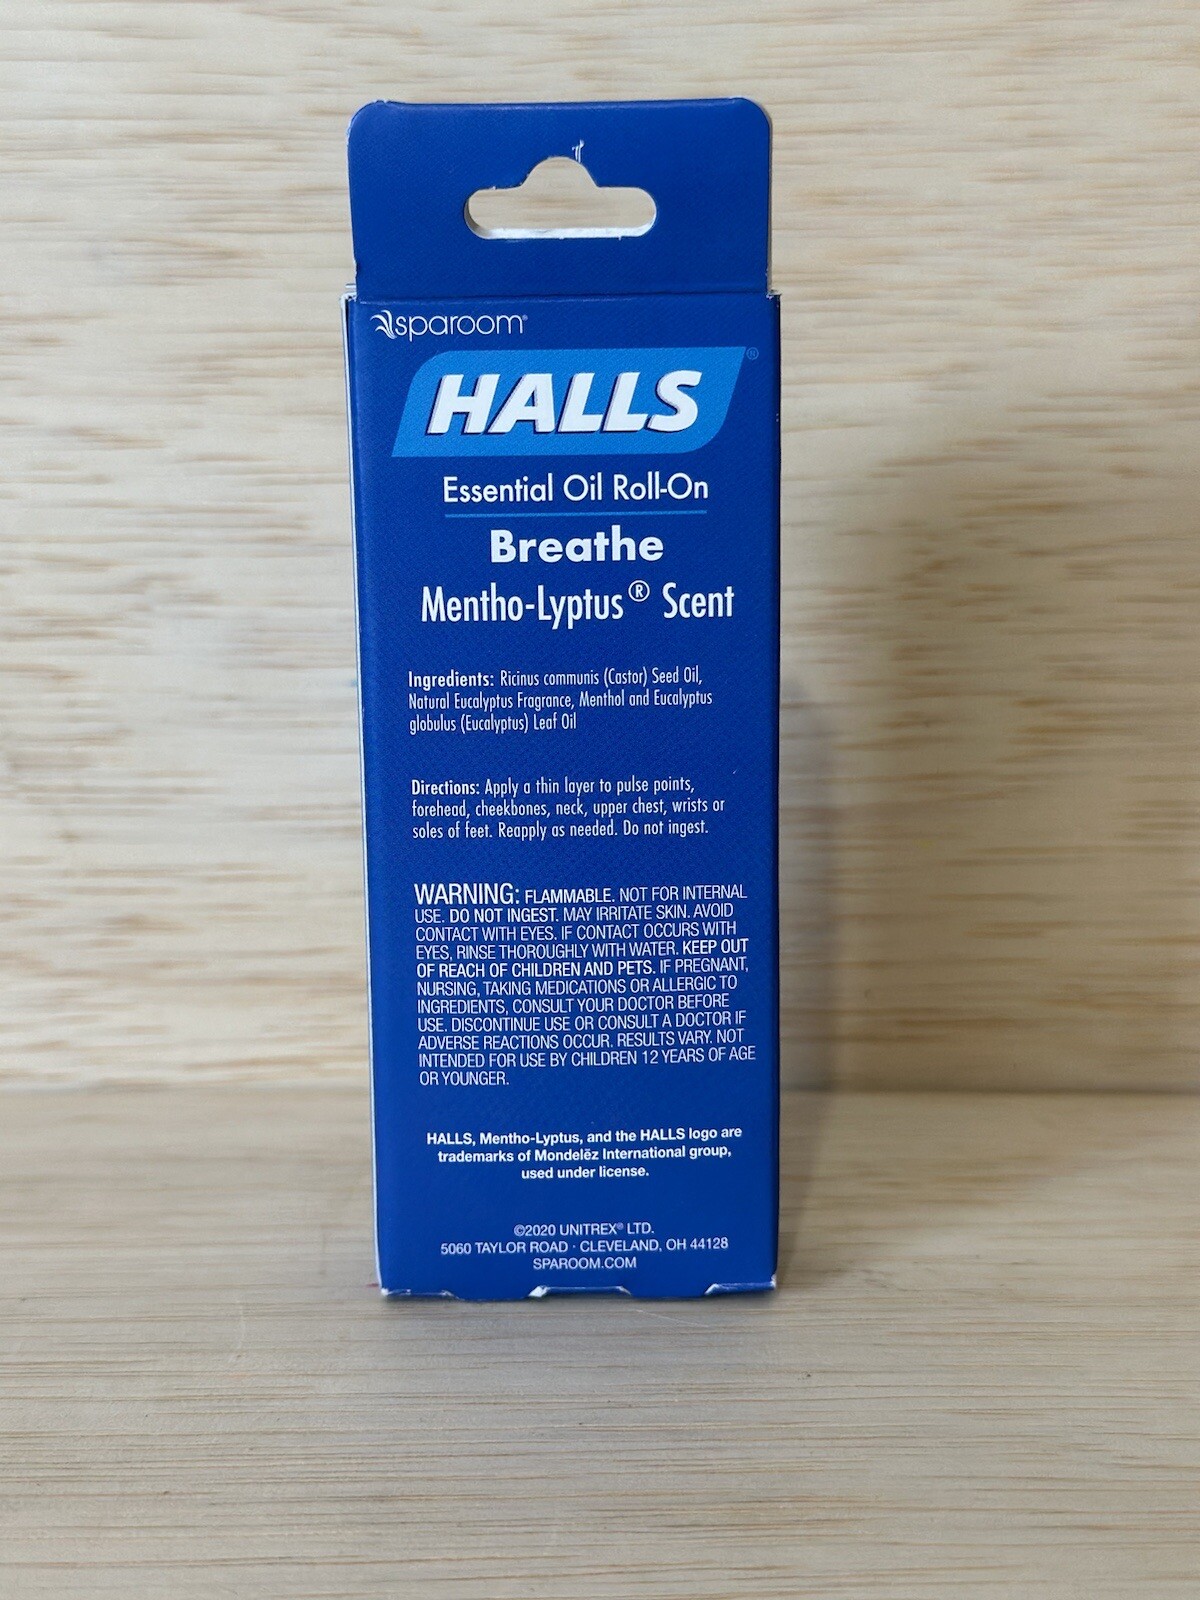 sparoom®
HALLS®
Essential Oil Roll-On
Breathe
Mentho-Lyptus® Scent
Ingredients: Ricinus communis (Castor) Seed Oil,
Natural Eucalyptus Fragrance, Menthol and Eucalyptus
globulus (Eucalyptus) Leaf Oil
Directions: Apply a thin layer to pulse points,
forehead, cheekbones, neck, upper chest, wrists or
soles of feet. Reapply as needed. Do not ingest.
WARNING: FLAMMABLE. NOT FOR INTERNAL
USE. DO NOT INGEST. MAY IRRITATE SKIN. AVOID
CONTACT WITH EYES. IF CONTACT OCCURS WITH
EYES, RINSE THOROUGHLY WITH WATER. KEEP OUT
OF REACH OF CHILDREN AND PETS. IF PREGNANT,
NURSING, TAKING MEDICATIONS OR ALLERGIC TO
INGREDIENTS, CONSULT YOUR DOCTOR BEFORE
USE. DISCONTINUE USE OR CONSULT A DOCTOR IF
ADVERSE REACTIONS OCCUR. RESULTS VARY. NOT
INTENDED FOR USE BY CHILDREN 12 YEARS OF AGE
OR YOUNGER.
HALLS, Mentho-Lyptus, and the HALLS logo are
trademarks of Mondelēz International group,
used under license.
©2020 UNITREX® LTD.
5060 TAYLOR ROAD · CLEVELAND, OH 44128
SPAROOM.COM